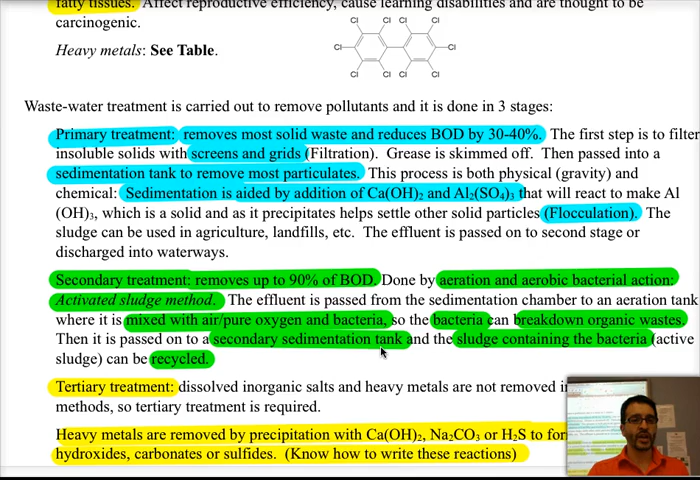 fatty tissues. Affect reproductive efficiency, cause learning disabilities and are thought to be
carcinogenic.
Cl Cl Cl Cl
Cl Cl
Cl Cl Cl Cl
Heavy metals: See Table.
Waste-water treatment is carried out to remove pollutants and it is done in 3 stages:
Primary treatment: removes most solid waste and reduces BOD by 30-40%. The first step is to filter
insoluble solids with screens and grids (Filtration). Grease is skimmed off. Then passed into a
sedimentation tank to remove most particulates. This process is both physical (gravity) and
chemical: Sedimentation is aided by addition of Ca(OH)₂ and Al₂(SO₄)₃ that will react to make Al
(OH)₃, which is a solid and as it precipitates helps settle other solid particles (Flocculation). The
sludge can be used in agriculture, landfills, etc. The effluent is passed on to second stage or
discharged into waterways.
Secondary treatment: removes up to 90% of BOD. Done by aeration and aerobic bacterial action:
Activated sludge method. The effluent is passed from the sedimentation chamber to an aeration tank
where it is mixed with air/pure oxygen and bacteria, so the bacteria can breakdown organic wastes.
Then it is passed on to a secondary sedimentation tank and the sludge containing the bacteria (active
sludge) can be recycled.
Tertiary treatment: dissolved inorganic salts and heavy metals are not removed
methods, so tertiary treatment is required.
Heavy metals are removed by precipitation with Ca(OH)₂, Na₂CO₃ or H₂S to
hydroxides, carbonates or sulfides. (Know how to write these reactions)